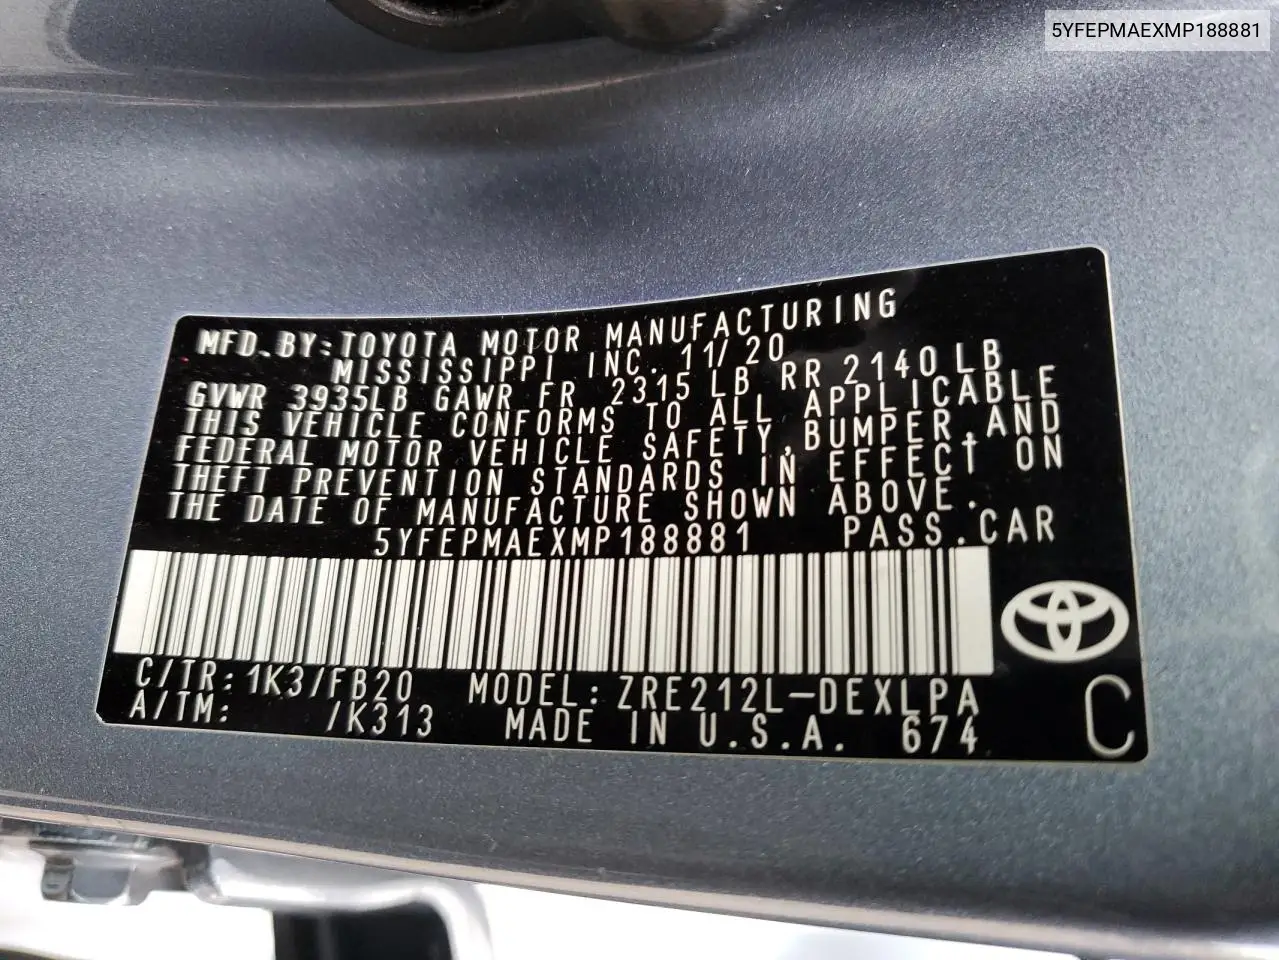 5YFEPMAEXMP188881
MFD.BY:TOYOTA MOTOR MANUFACTURING
MISSISSIPPI INC. 11/20
GVWR 3935LB GAWR FR 2315 LB RR 2140LB
THIS VEHICLE CONFORMS TO ALL APPLICABLE
FEDERAL MOTOR VEHICLE SAFETY,BUMPER,AND
THEFT PREVENTION STANDARDS IN EFFECT ON
THE DATE OF MANUFACTURE SHOWN ABOVE.
5YFEPMAEXMP188881 PASS.CAR
C/TR:1K3/FB20 MODEL:ZRE212L-DEXLPA
A/TM: /K313 MADE IN U.S.A. 674 C